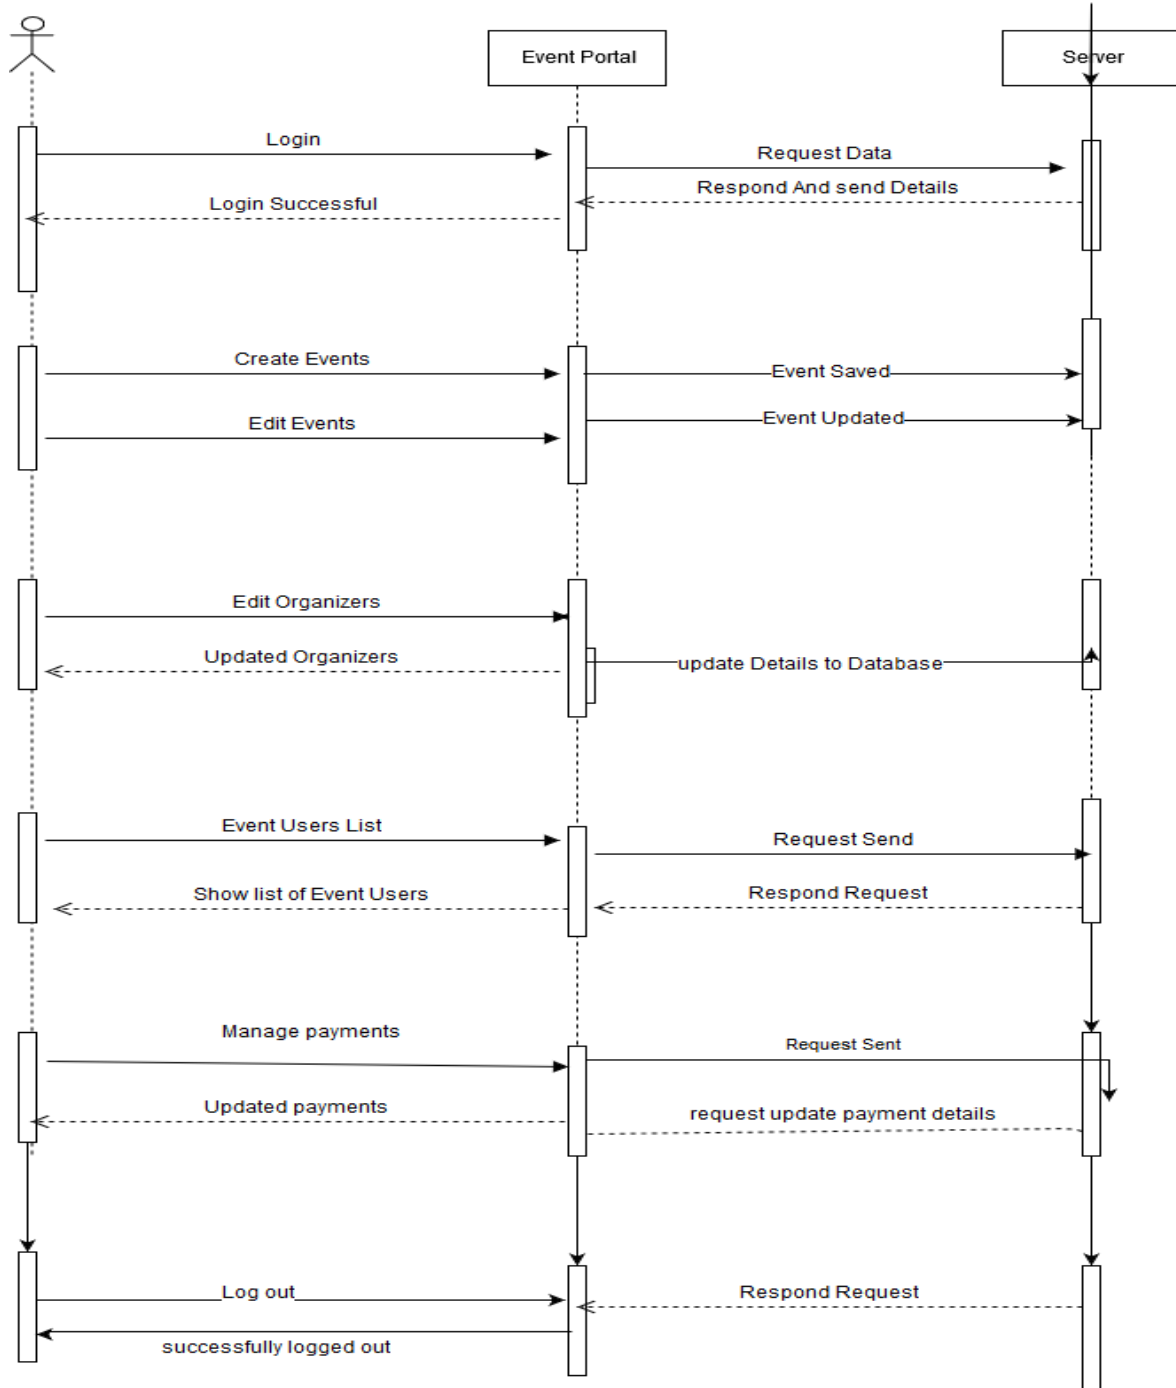 Event Portal
Server
Login
Request Data
Respond And send Details
Login Successful
Create Events
Event Saved
Edit Events
Event Updated
Edit Organizers
Updated Organizers
update Details to Database
Event Users List
Request Send
Show list of Event Users
Respond Request
Manage payments
Request Sent
Updated payments
request update payment details
Log out
Respond Request
successfully logged out